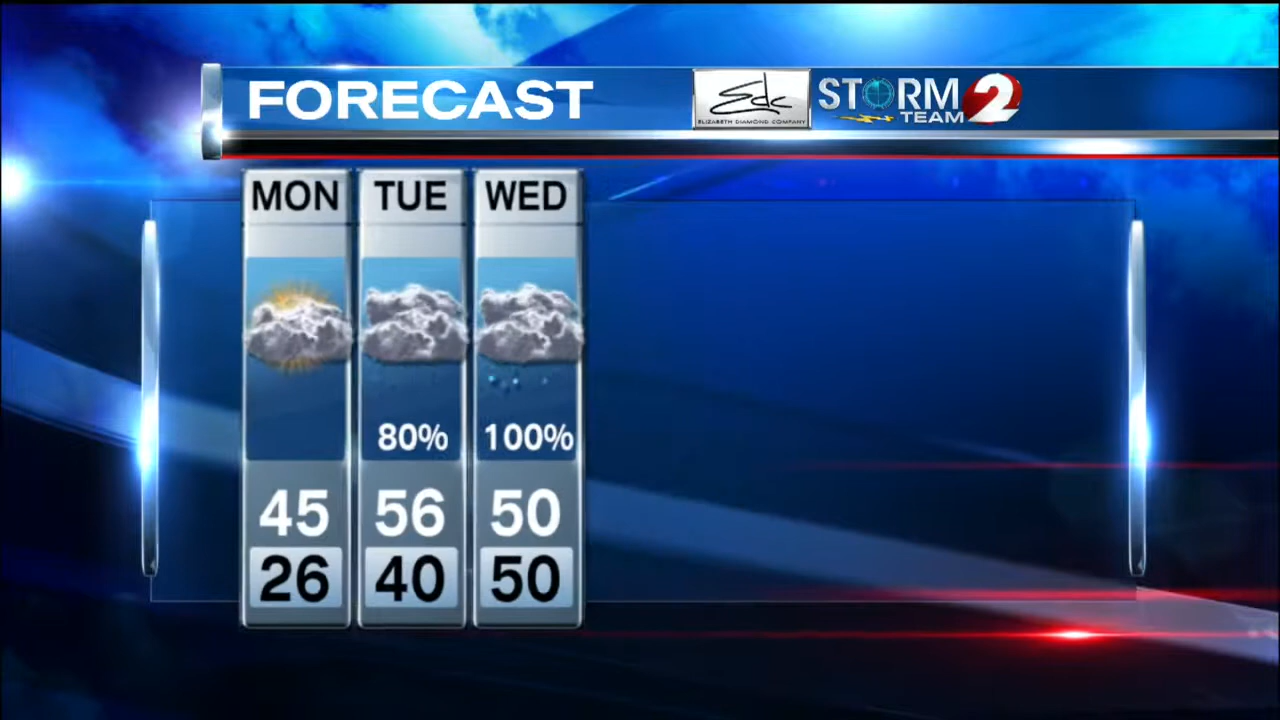 FORECAST
Edc
ELIZABETH DIAMOND COMPANY
STORM
TEAM 2
MON TUE WED
80% 100%
45 56 50
26 40 50